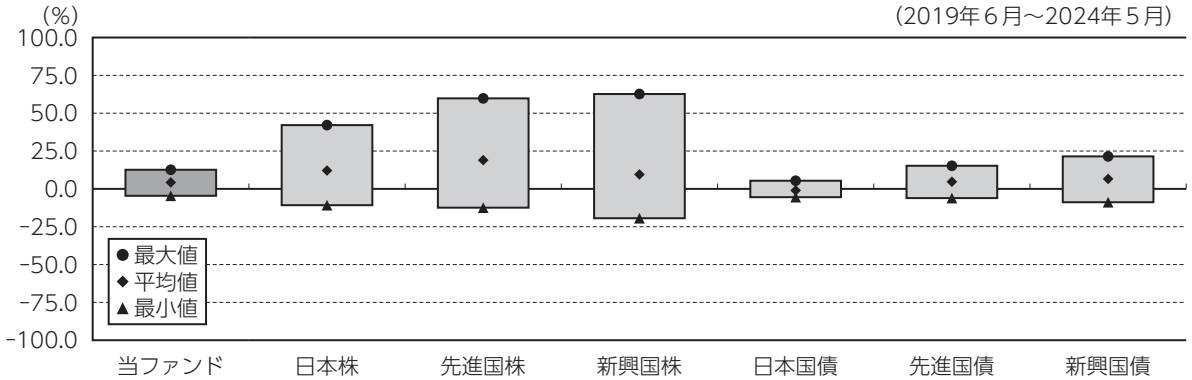 (%)
(2019年6月～2024年5月)
100.0
75.0
50.0
25.0
0.0
-25.0
-50.0
-75.0
-100.0
●最大値
◆平均値
▲最小値
当ファンド 日本株 先進国株 新興国株 日本国債 先進国債 新興国債